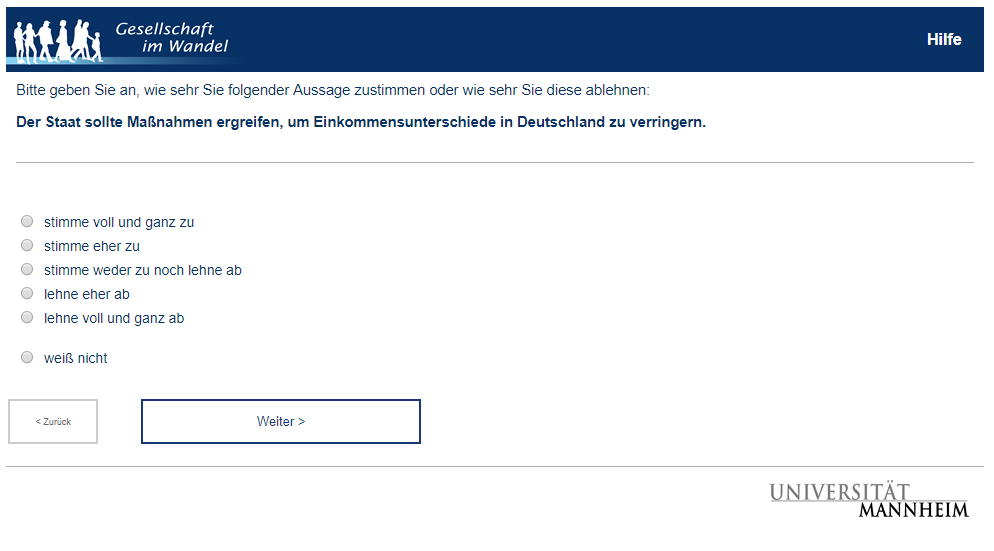 Gesellschaft
im Wandel
Hilfe
Bitte geben Sie an, wie sehr Sie folgender Aussage zustimmen oder wie sehr Sie diese ablehnen:
Der Staat sollte Maßnahmen ergreifen, um Einkommensunterschiede in Deutschland zu verringern.
stimme voll und ganz zu
stimme eher zu
stimme weder zu noch lehne ab
lehne eher ab
lehne voll und ganz ab
weiß nicht
< Zurück
Weiter >
UNIVERSITÄT
MANNHEIM